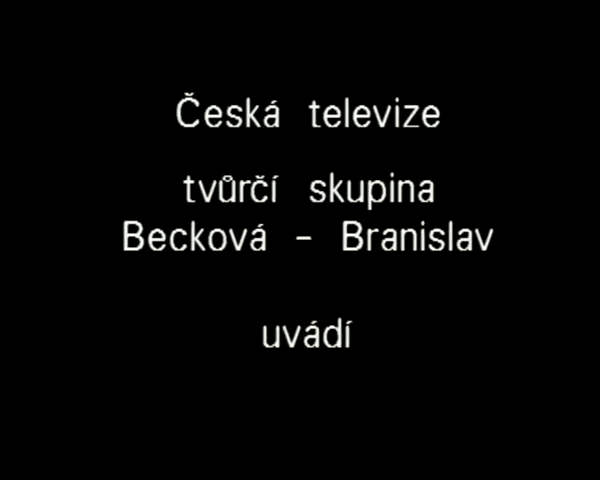 Česká televize
tvůrčí skupina
Becková - Branislav
uvádí